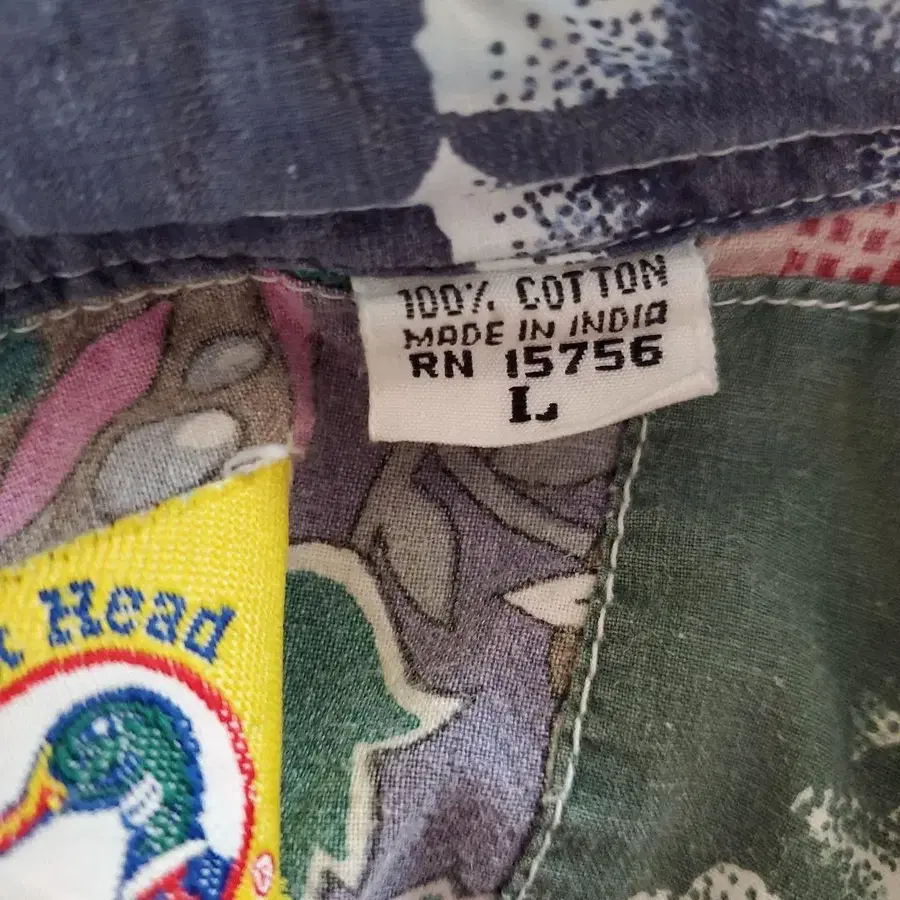 100% COTTON
MADE IN INDIA
RN 15756
L
Head
®